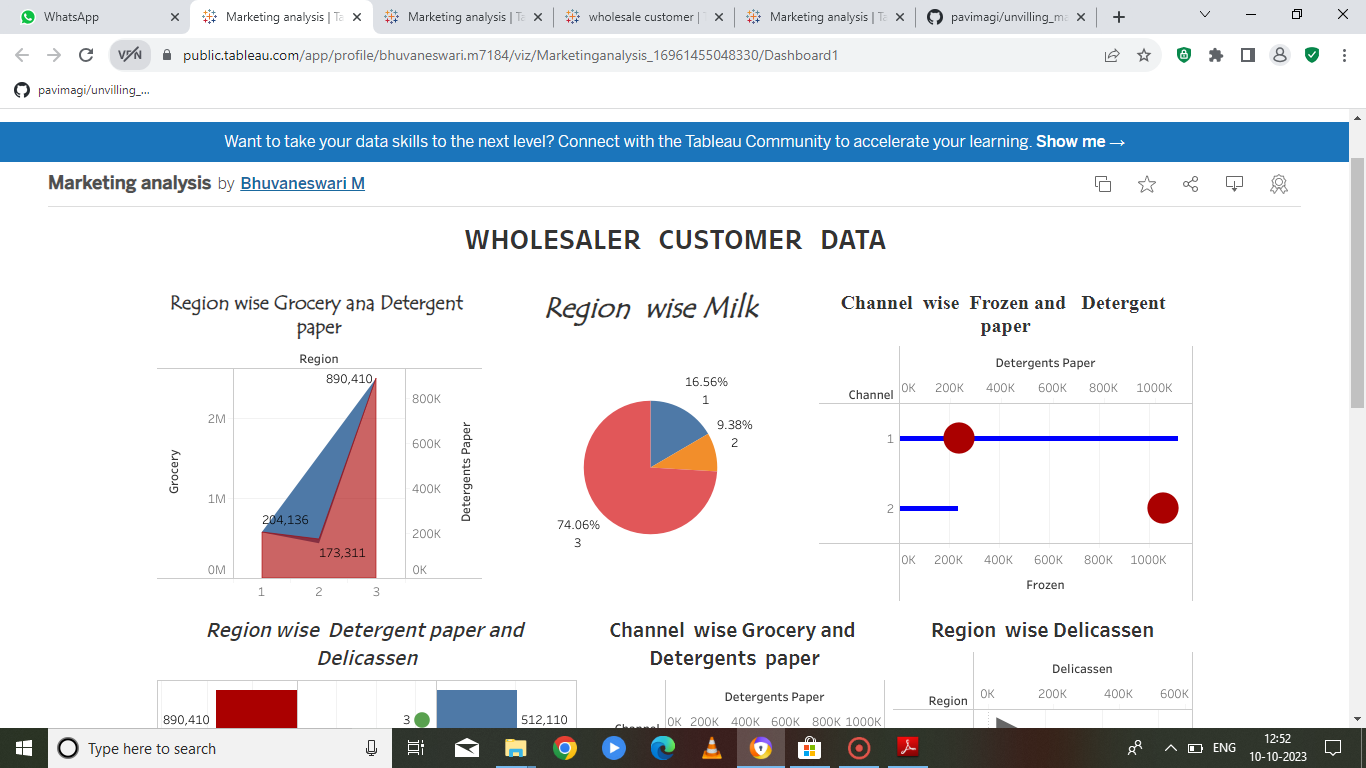 WhatsApp
Marketing analysis | Ta
Marketing analysis | Ta
wholesale customer | T
Marketing analysis | Ta
pavimagi/unvilling_ma
VPN
public.tableau.com/app/profile/bhuvaneswari.m7184/viz/Marketinganalysis_16961455048330/Dashboard1
pavimagi/unvilling_...
Want to take your data skills to the next level? Connect with the Tableau Community to accelerate your learning. Show me →
Marketing analysis by Bhuvaneswari M
WHOLESALER CUSTOMER DATA
Region wise Grocery ana Detergent
paper
Region
890,410
2M
1M
0M
Grocery
204,136
173,311
800K
600K
400K
200K
0K
Detergents Paper
1 2 3
Region wise Milk
16.56%
1
9.38%
2
74.06%
3
Channel wise Frozen and Detergent
paper
Detergents Paper
0K 200K 400K 600K 800K 1000K
Channel
1
2
0K 200K 400K 600K 800K 1000K
Frozen
Region wise Detergent paper and
Delicassen
890,410
3
512,110
Channel wise Grocery and
Detergents paper
Detergents Paper
0K 200K 400K 600K 800K 1000K
Channel
Region wise Delicassen
Delicassen
0K 200K 400K 600K
Region
Type here to search
ENG
12:52
10-10-2023